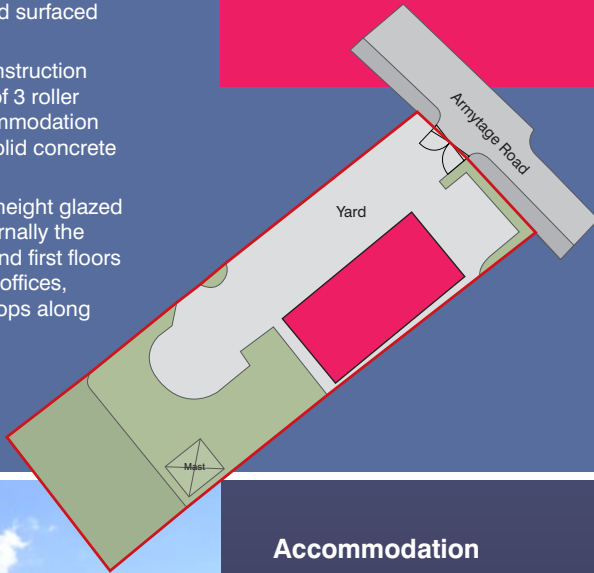 d surfaced
nstruction
of 3 roller
mmodation
olid concrete
height glazed
rnally the
nd first floors
offices,
ops along
Armytage Road
Yard
Mast
Accommodation